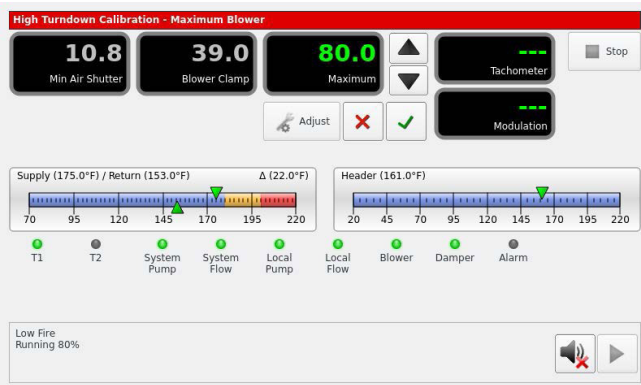 High Turndown Calibration - Maximum Blower
10.8
Min Air Shutter
39.0
Blower Clamp
80.0
Maximum
---
Tachometer
Stop
Adjust
---
Modulation
Supply (175.0°F) / Return (153.0°F) Δ (22.0°F)
70 95 120 145 170 195 220
Header (161.0°F)
20 45 70 95 120 145 170 195 220
T1
T2
System
Pump
System
Flow
Local
Pump
Local
Flow
Blower
Damper
Alarm
Low Fire
Running 80%